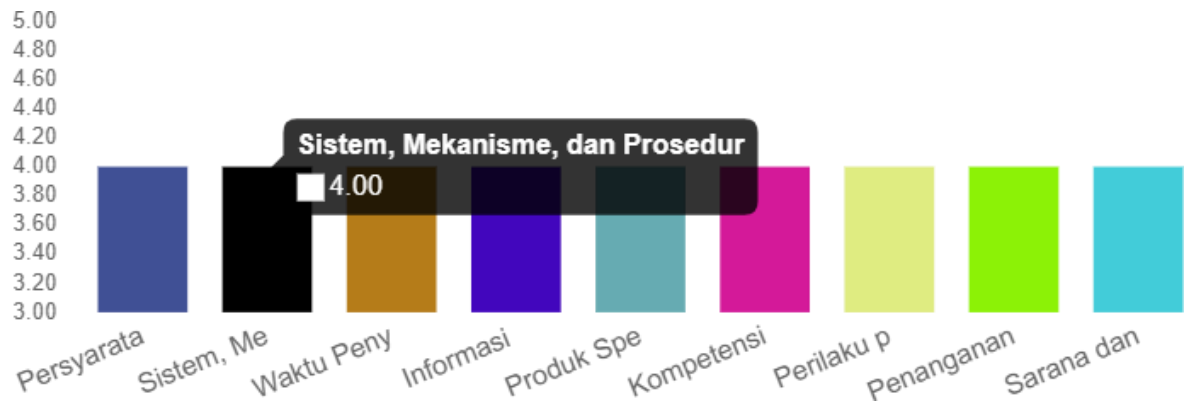 5.00
4.80
4.60
4.40
4.20
4.00
3.80
3.60
3.40
3.20
3.00
Sistem, Mekanisme, dan Prosedur
4.00
Persyarata
Sistem, Me
Waktu Peny
Informasi
Produk Spe
Kompetensi
Perilaku p
Penanganan
Sarana dan